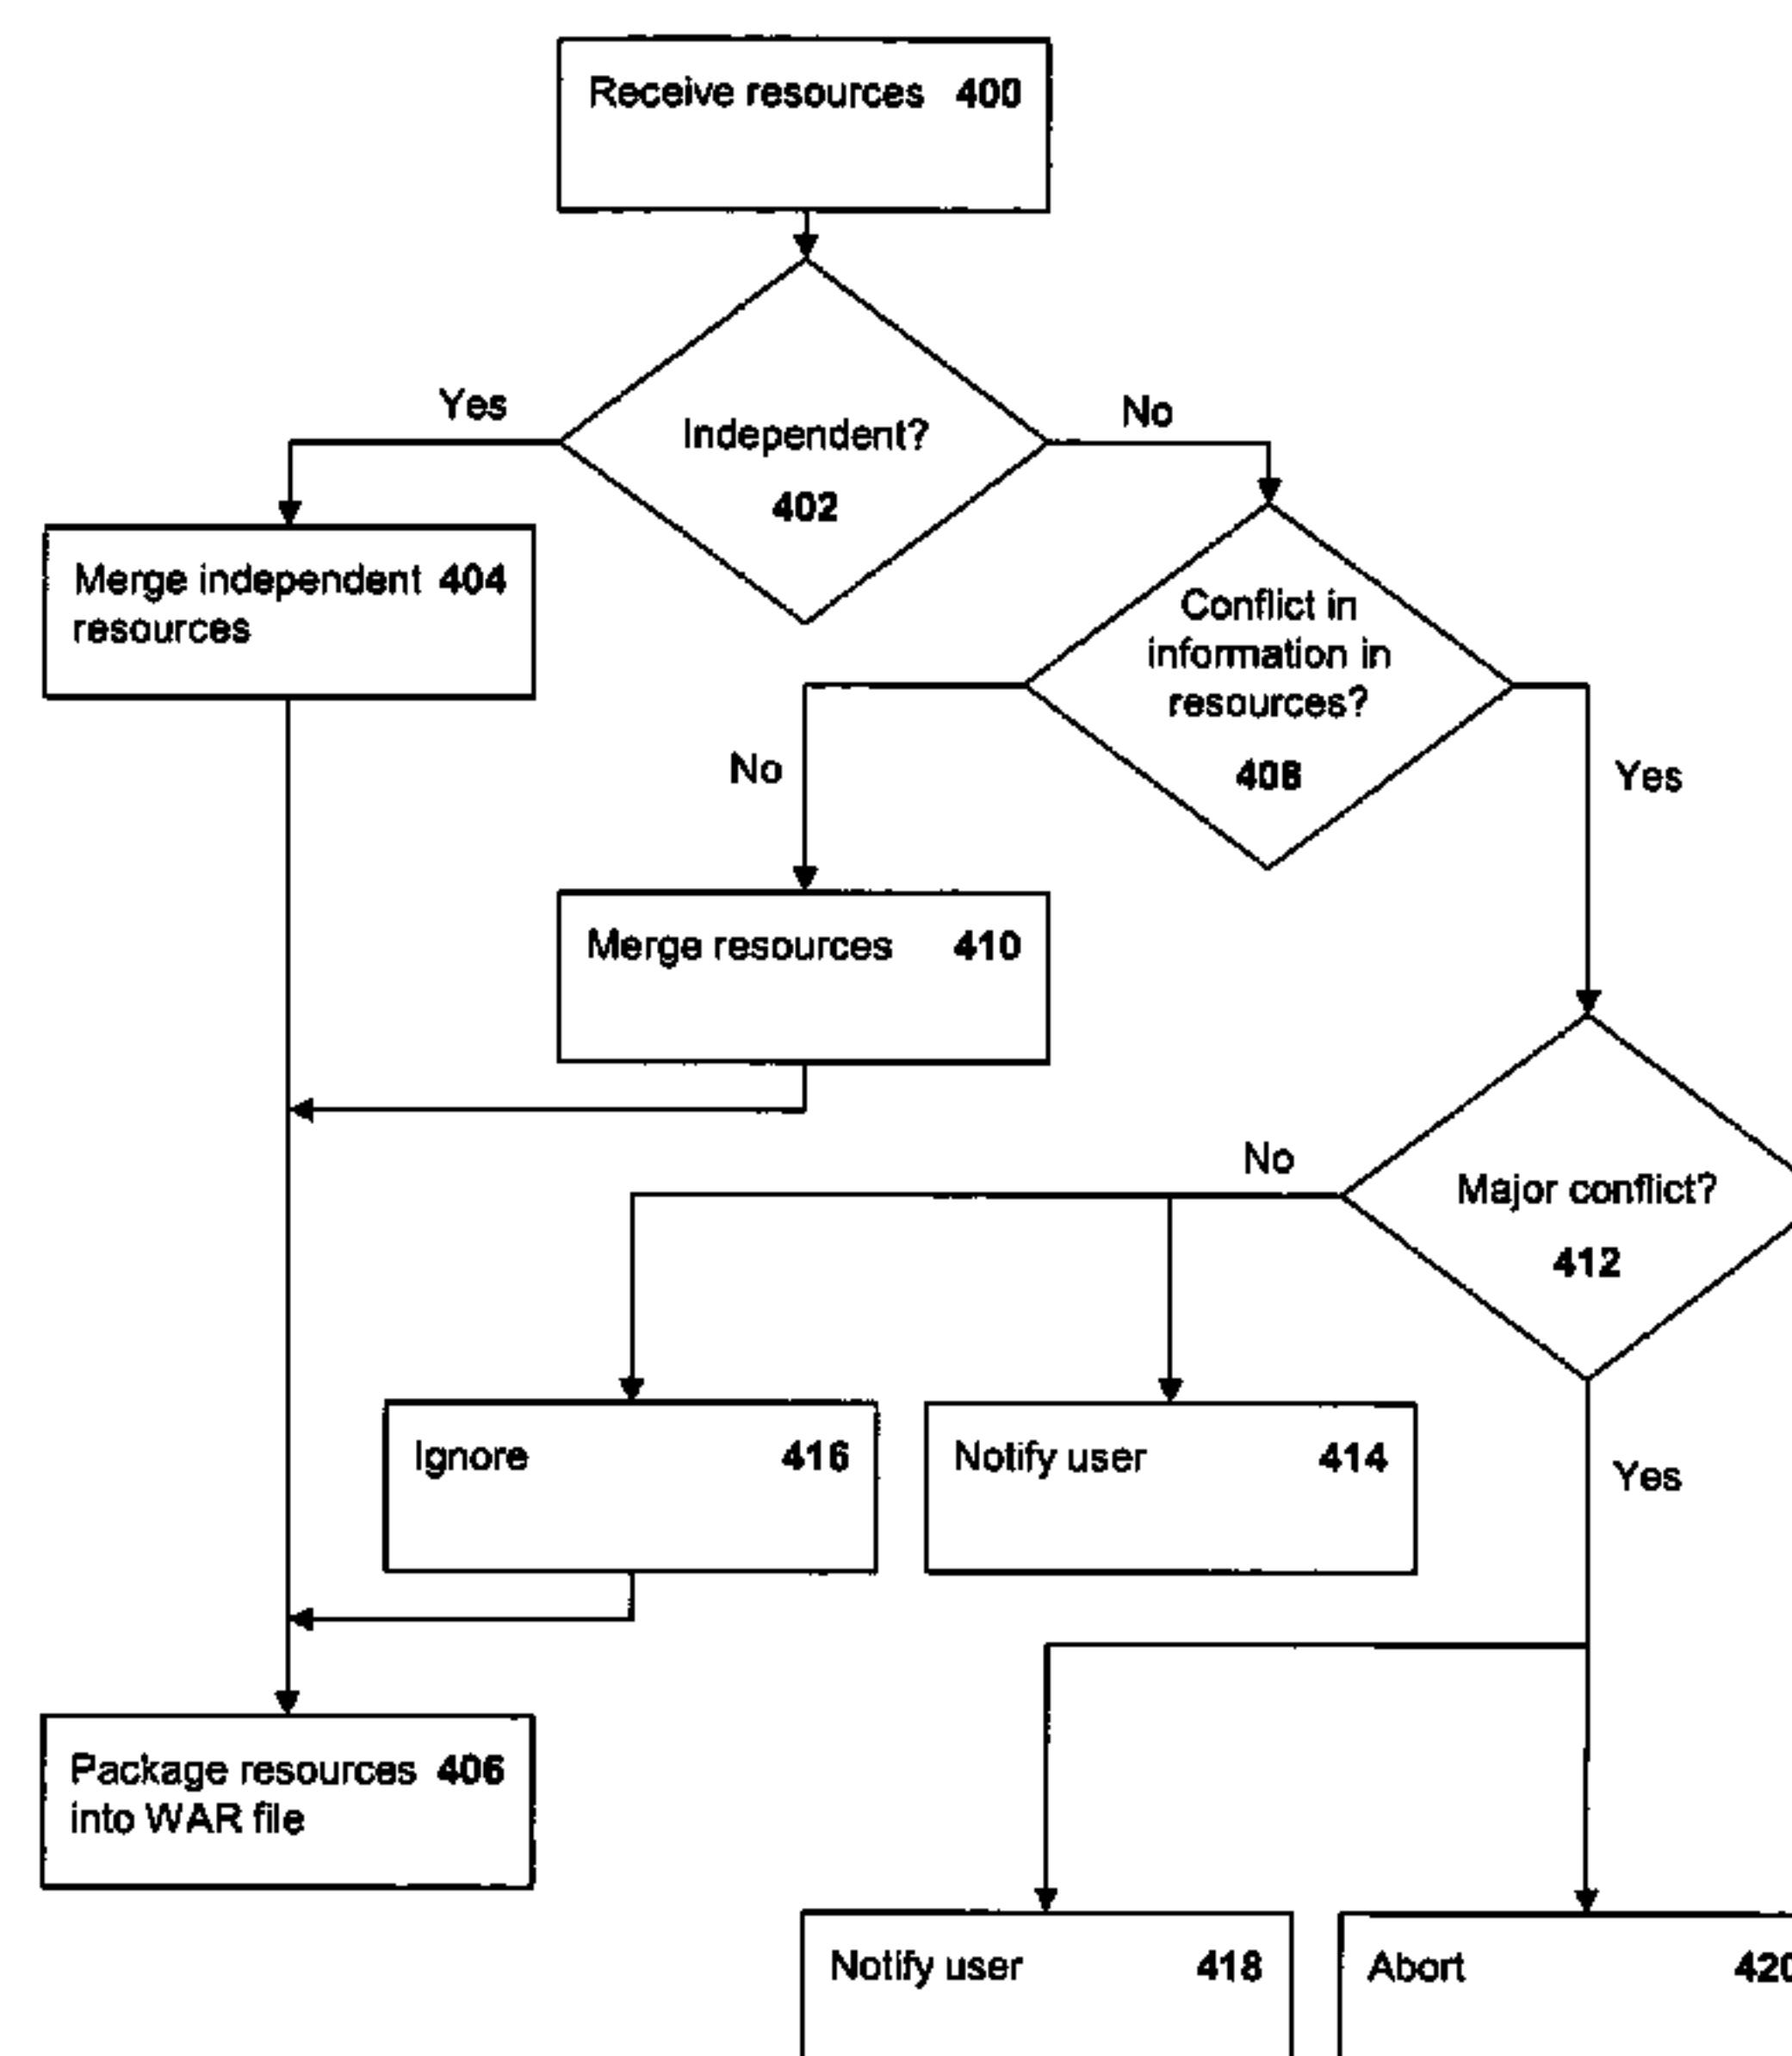 Receive resources 400
Yes
No
Independent?
402
Merge independent 404
resources
Conflict in
information in
resources?
408
No
Yes
Merge resources 410
No
Major conflict?
412
Ignore 416
Notify user 414
Yes
Package resources 406
into WAR file
Notify user 418
Abort 420